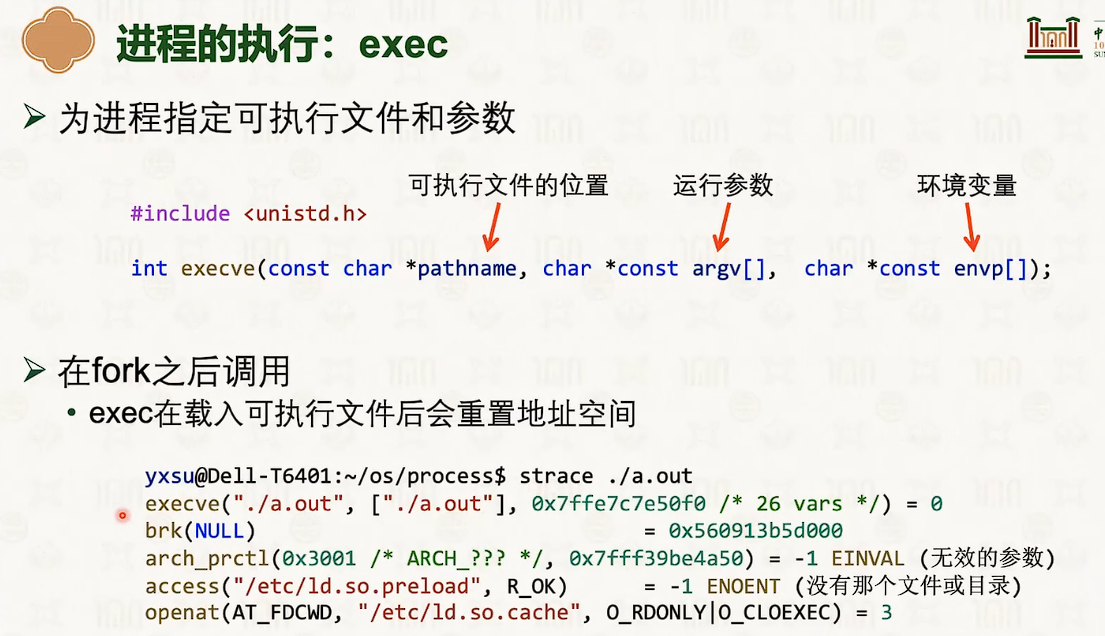 进程的执行：exec
中
10
SUN
➢ 为进程指定可执行文件和参数
可执行文件的位置 运行参数 环境变量
#include <unistd.h>
int execve(const char *pathname, char *const argv[], char *const envp[]);
➢ 在fork之后调用
• exec在载入可执行文件后会重置地址空间
yxsu@Dell-T6401:~/os/process$ strace ./a.out
execve("./a.out", ["./a.out"], 0x7ffe7c7e50f0 /* 26 vars */) = 0
brk(NULL) = 0x560913b5d000
arch_prctl(0x3001 /* ARCH_??? */, 0x7fff39be4a50) = -1 EINVAL (无效的参数)
access("/etc/ld.so.preload", R_OK) = -1 ENOENT (没有那个文件或目录)
openat(AT_FDCWD, "/etc/ld.so.cache", O_RDONLY|O_CLOEXEC) = 3